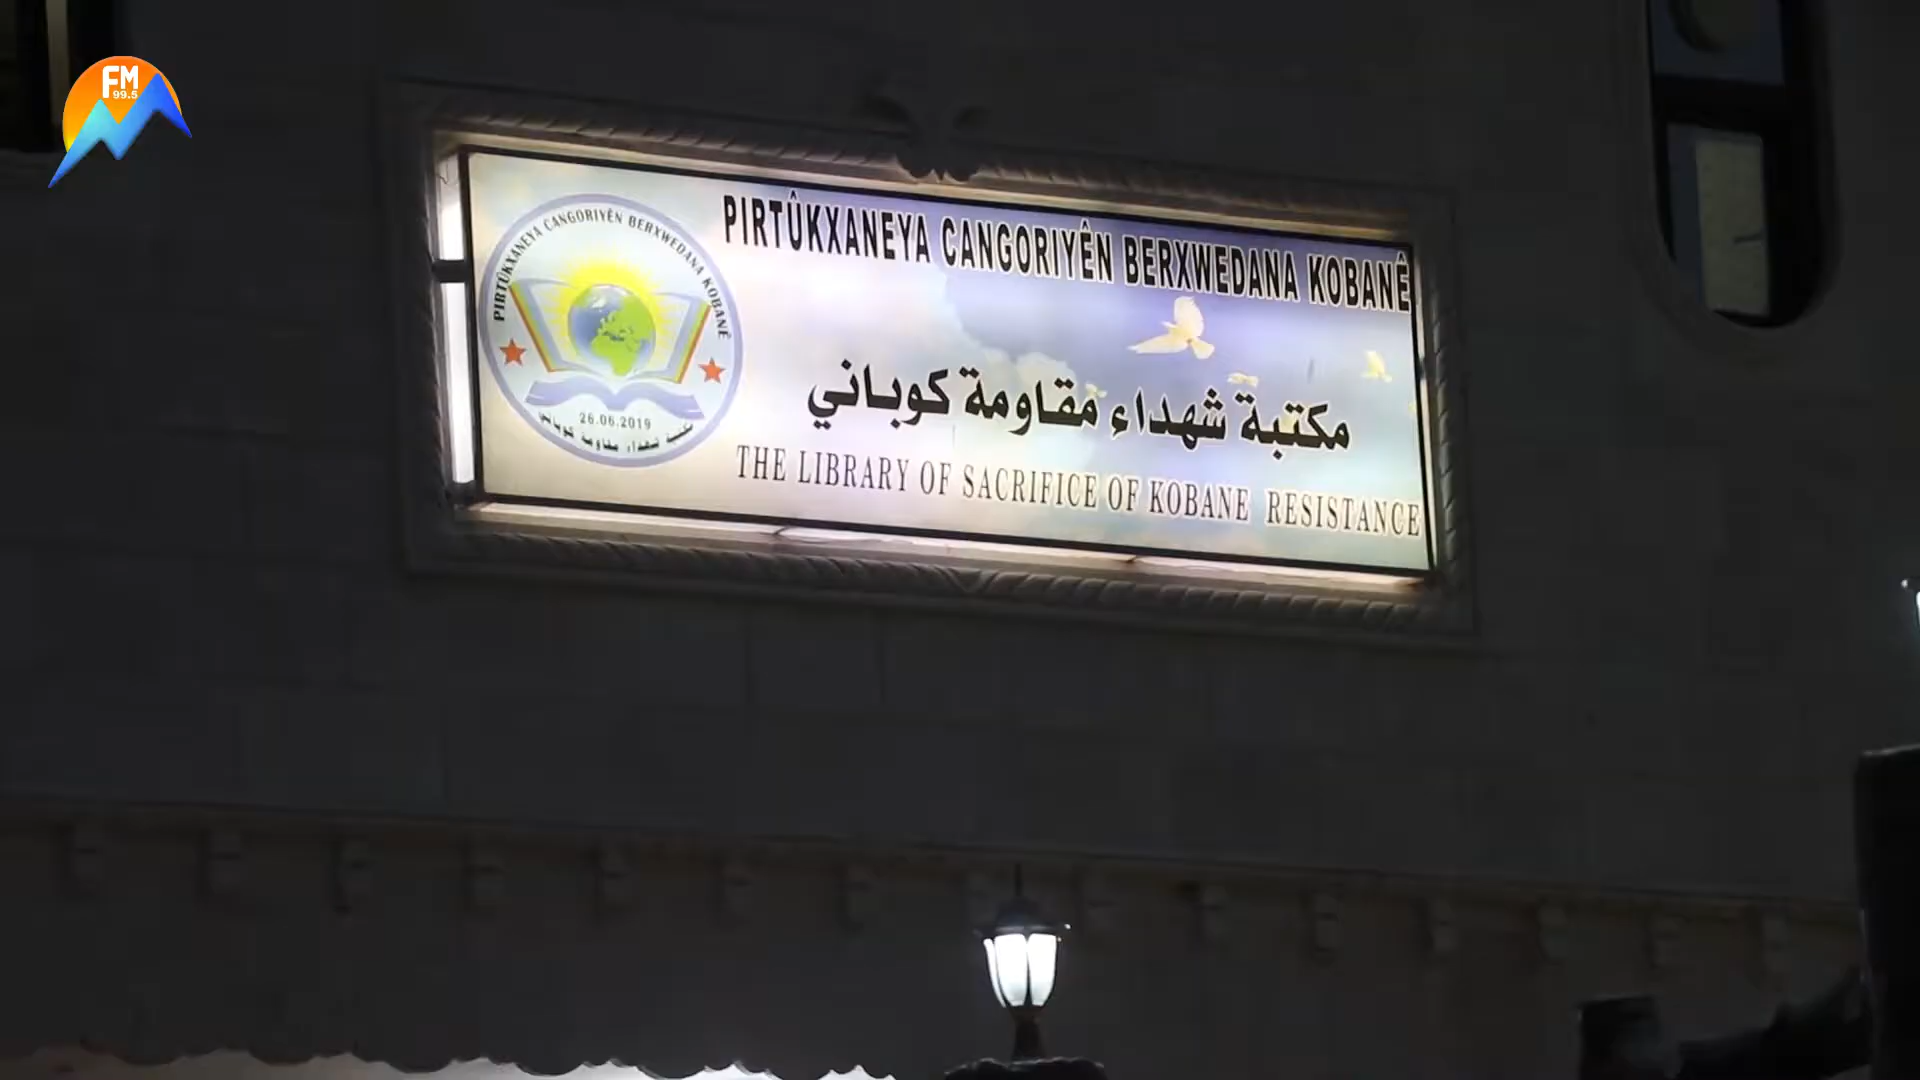 FM
99.5
PIRTÛKXANEYA CANGORIYÊN BERXWEDANA KOBANÊ
مكتبة شهداء مقاومة كوباني
THE LIBRARY OF SACRIFICE OF KOBANE RESISTANCE
PIRTÛKXANEYA CANGORIYÊN BERXWEDANA KOBANÊ
26.06.2019
مكتبة شهداء مقاومة كوباني